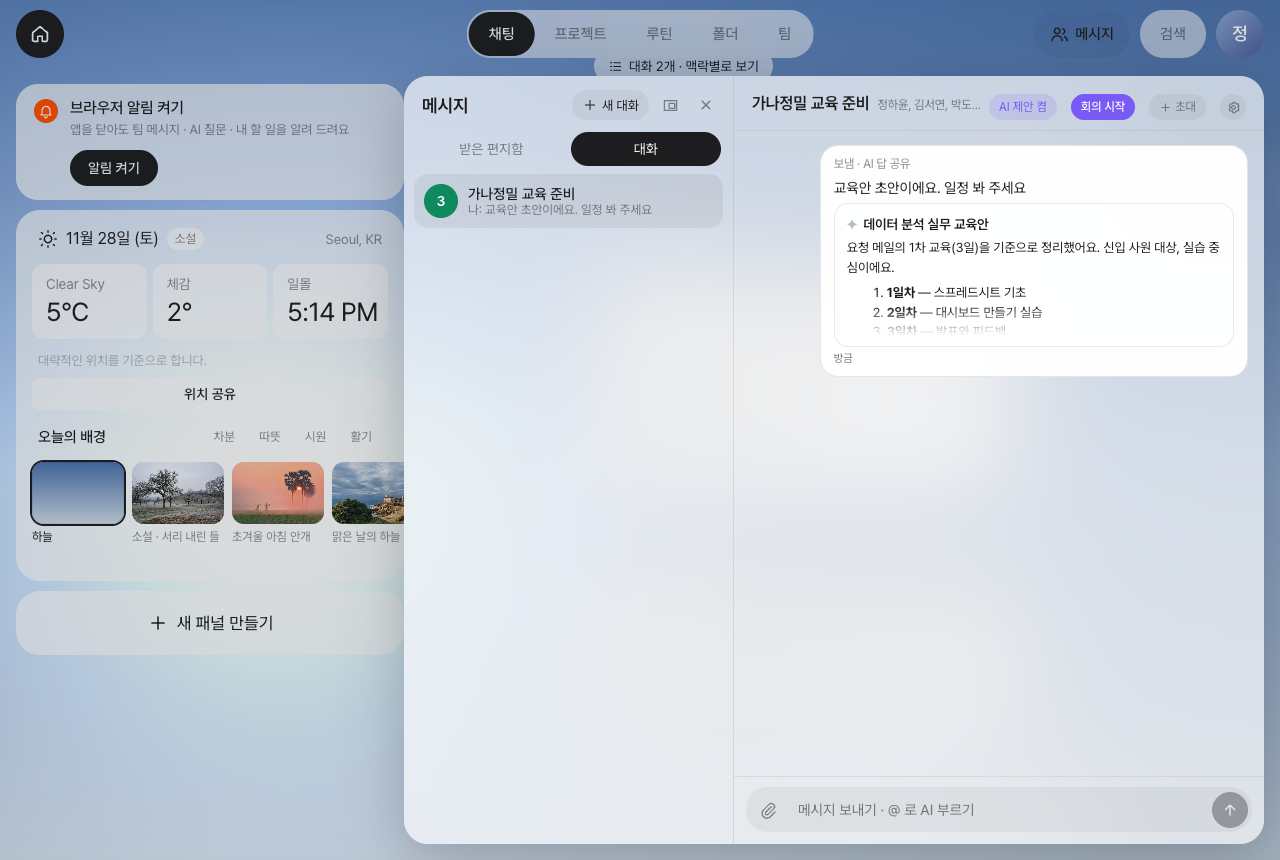 채팅
프로젝트
루틴
폴더
팀
메시지
검색
정
대화 2개 · 맥락별로 보기
브라우저 알림 켜기
앱을 닫아도 팀 메시지 · AI 질문 · 내 할 일을 알려 드려요
알림 켜기
11월 28일 (토)
소설
Seoul, KR
Clear Sky
5°C
체감
2°
일몰
5:14 PM
대략적인 위치를 기준으로 합니다.
위치 공유
오늘의 배경
차분
따뜻
시원
활기
하늘
소설 · 서리 내린 들
초겨울 아침 안개
맑은 날의 하늘
새 패널 만들기
메시지
새 대화
받은 편지함
대화
3
가나정밀 교육 준비
나: 교육안 초안이에요. 일정 봐 주세요
가나정밀 교육 준비
정하윤, 김서연, 박도...
AI 제안 켬
회의 시작
초대
보냄 · AI 답 공유
교육안 초안이에요. 일정 봐 주세요
데이터 분석 실무 교육안
요청 메일의 1차 교육(3일)을 기준으로 정리했어요. 신입 사원 대상, 실습 중
심이에요.
1. 1일차 — 스프레드시트 기초
2. 2일차 — 대시보드 만들기 실습
3. 3일차 — 발표와 피드백
방금
메시지 보내기 · @ 로 AI 부르기